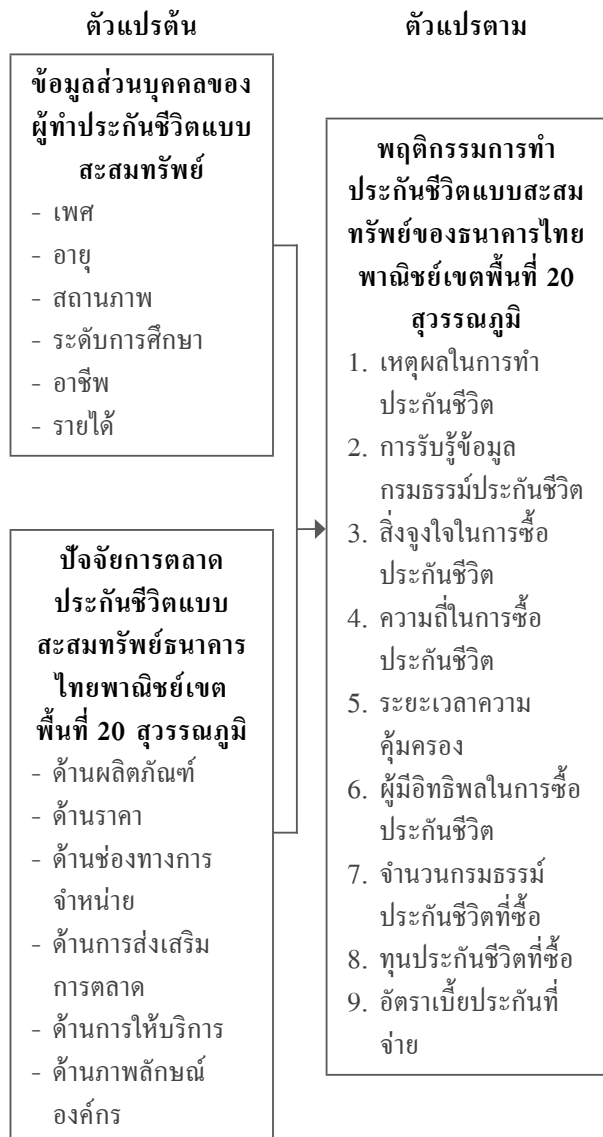 ตัวแปรต้น
ข้อมูลส่วนบุคคลของ
ผู้ทำประกันชีวิตแบบ
สะสมทรัพย์
- เพศ
- อายุ
- สถานภาพ
- ระดับการศึกษา
- อาชีพ
- รายได้
ปัจจัยการตลาด
ประกันชีวิตแบบ
สะสมทรัพย์ธนาคาร
ไทยพาณิชย์เขต
พื้นที่ 20 สุวรรณภูมิ
- ด้านผลิตภัณฑ์
- ด้านราคา
- ด้านช่องทางการ
จำหน่าย
- ด้านการส่งเสริม
การตลาด
- ด้านการให้บริการ
- ด้านภาพลักษณ์
องค์กร
ตัวแปรตาม
พฤติกรรมการทำ
ประกันชีวิตแบบสะสม
ทรัพย์ของธนาคารไทย
พาณิชย์เขตพื้นที่ 20
สุวรรณภูมิ
1. เหตุผลในการทำ
ประกันชีวิต
2. การรับรู้ข้อมูล
กรมธรรม์ประกันชีวิต
3. สิ่งจูงใจในการซื้อ
ประกันชีวิต
4. ความถี่ในการซื้อ
ประกันชีวิต
5. ระยะเวลาความ
คุ้มครอง
6. ผู้มีอิทธิพลในการซื้อ
ประกันชีวิต
7. จำนวนกรมธรรม์
ประกันชีวิตที่ซื้อ
8. ทุนประกันชีวิตที่ซื้อ
9. อัตราเบี้ยประกันที่
จ่าย